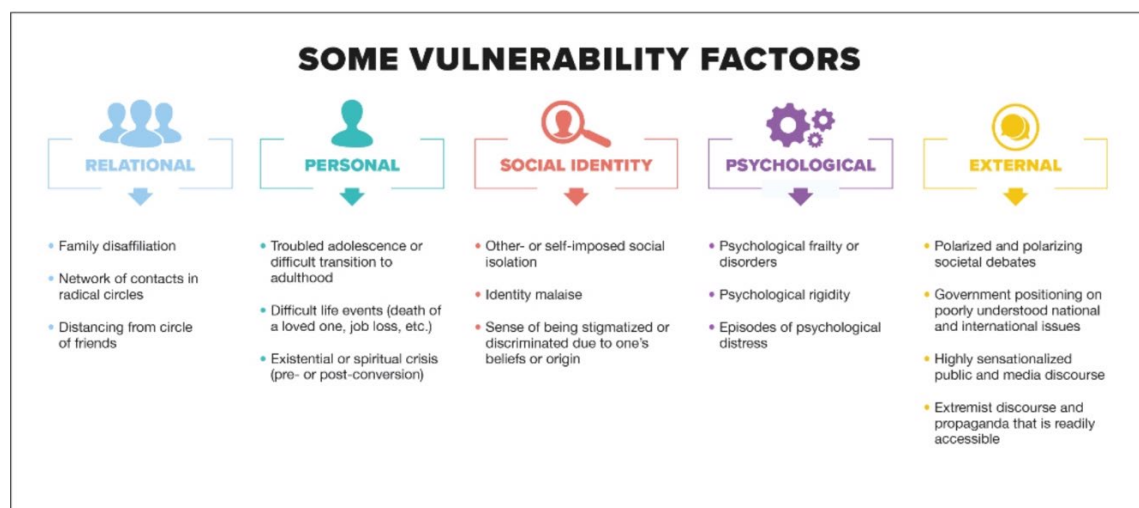 SOME VULNERABILITY FACTORS
RELATIONAL
• Family disaffiliation
• Network of contacts in
radical circles
• Distancing from circle
of friends
PERSONAL
• Troubled adolescence or
difficult transition to
adulthood
• Difficult life events (death of
a loved one, job loss, etc.)
• Existential or spiritual crisis
(pre- or post-conversion)
SOCIAL IDENTITY
• Other- or self-imposed social
isolation
• Identity malaise
• Sense of being stigmatized or
discriminated due to one's
beliefs or origin
PSYCHOLOGICAL
• Psychological frailty or
disorders
• Psychological rigidity
• Episodes of psychological
distress
EXTERNAL
• Polarized and polarizing
societal debates
• Government positioning on
poorly understood national
and international issues
• Highly sensationalized
public and media discourse
• Extremist discourse and
propaganda that is readily
accessible